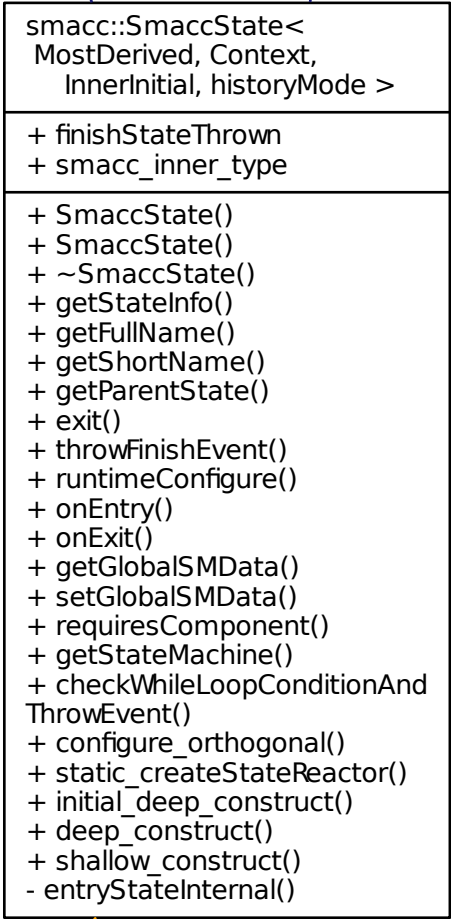 smacc::SmaccState<
MostDerived, Context,
InnerInitial, historyMode >
+ finishStateThrown
+ smacc_inner_type
+ SmaccState()
+ SmaccState()
+ ~SmaccState()
+ getStateInfo()
+ getFullName()
+ getShortName()
+ getParentState()
+ exit()
+ throwFinishEvent()
+ runtimeConfigure()
+ onEntry()
+ onExit()
+ getGlobalSMData()
+ setGlobalSMData()
+ requiresComponent()
+ getStateMachine()
+ checkWhileLoopConditionAnd
ThrowEvent()
+ configure_orthogonal()
+ static_createStateReactor()
+ initial_deep_construct()
+ deep_construct()
+ shallow_construct()
- entryStateInternal()